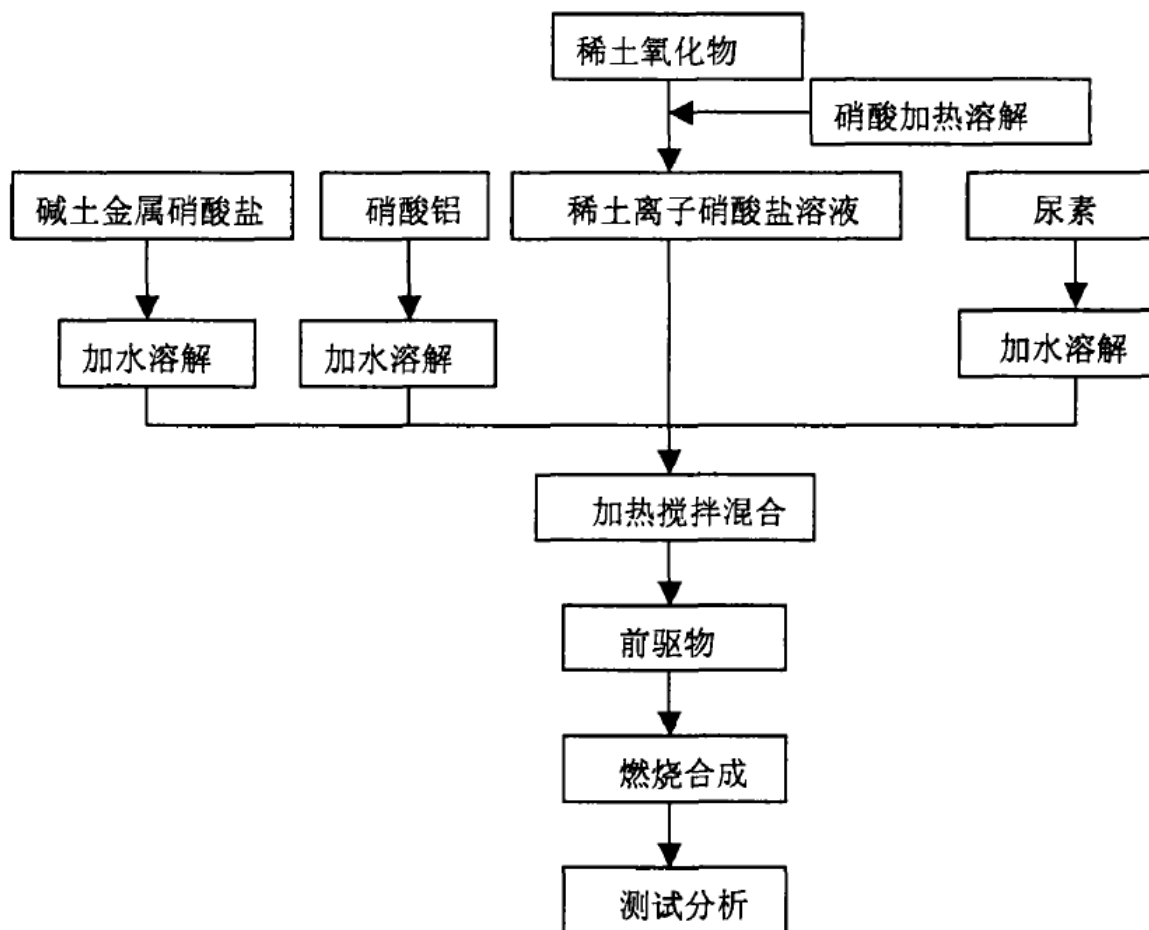 稀土氧化物
硝酸加热溶解
碱土金属硝酸盐
硝酸铝
稀土离子硝酸盐溶液
尿素
加水溶解
加水溶解
加水溶解
加热搅拌混合
前驱物
燃烧合成
测试分析